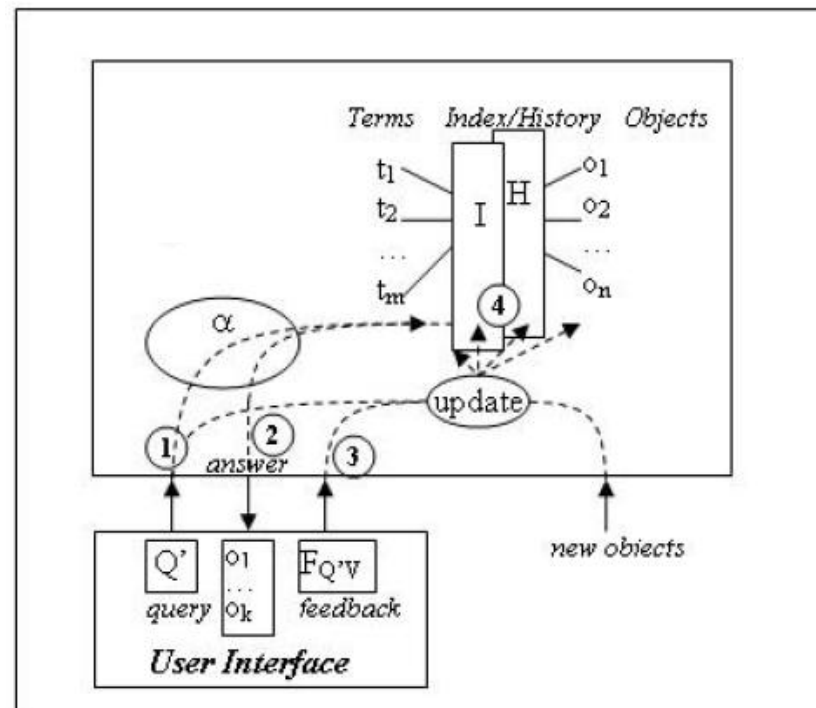 Terms Index/History Objects
t1 I H o1
t2 o2
... ...
tm on
4
α
update
1 2 3
answer
new objects
Q' o1 FQ'V
...
query ok feedback
User Interface